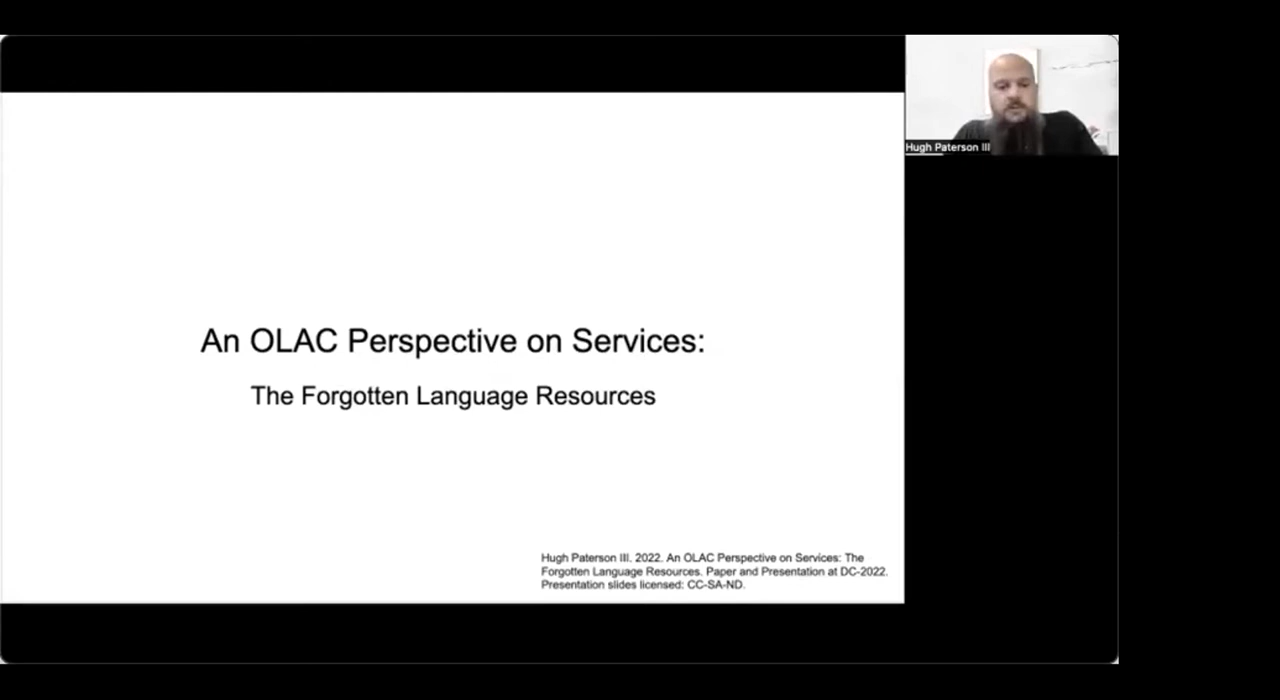 An OLAC Perspective on Services:
The Forgotten Language Resources
Hugh Paterson III. 2022. An OLAC Perspective on Services: The
Forgotten Language Resources. Paper and Presentation at DC-2022.
Presentation slides licensed: CC-SA-ND.
Hugh Paterson III